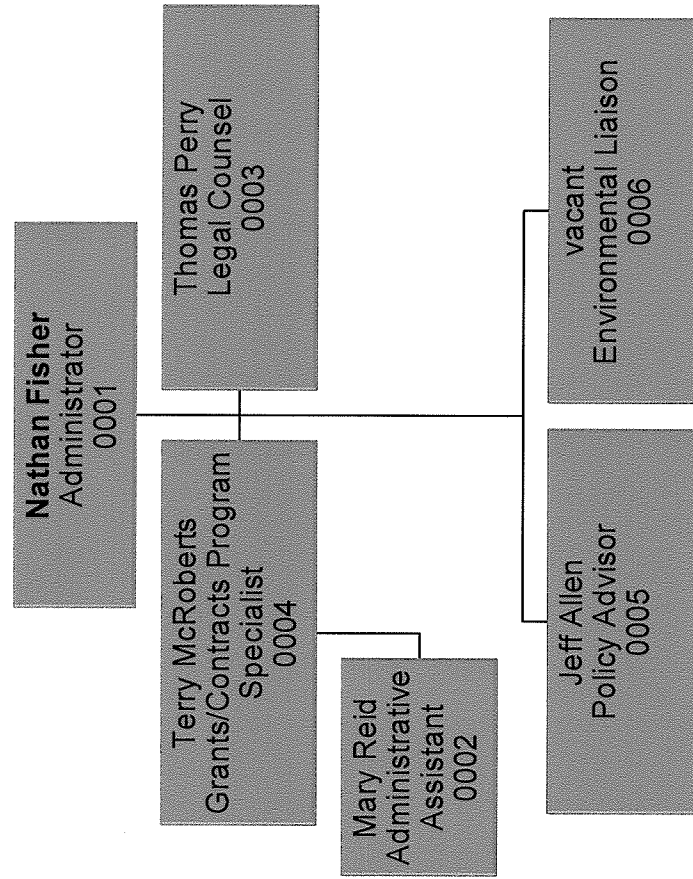 Nathan Fisher
Administrator
0001
Terry McRoberts
Grants/Contracts Program
Specialist
0004
Thomas Perry
Legal Counsel
0003
Mary Reid
Administrative
Assistant
0002
Jeff Allen
Policy Advisor
0005
vacant
Environmental Liaison
0006